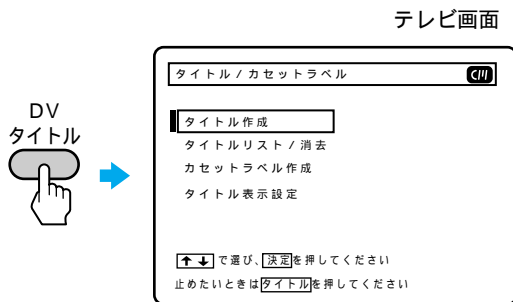 テレビ画面
タイトル/カセットラベル
DV
タイトル
タイトル作成
タイトルリスト/消去
カセットラベル作成
タイトル表示設定
↑↓で選び、決定を押してください
止めたいときはタイトルを押してください